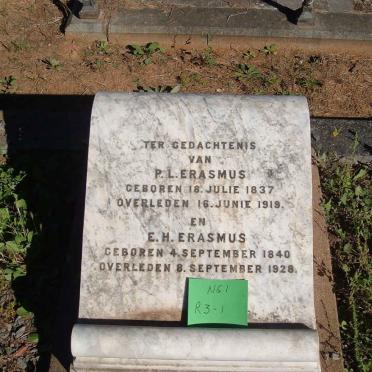 TER GEDACHTENIS
VAN
P.L. ERASMUS
GEBOREN 18. JULIE 1837
OVERLEDEN 16. JUNIE 1919.
EN
E.H. ERASMUS
GEBOREN 4. SEPTEMBER 1840
OVERLEDEN 8. SEPTEMBER 1928.
NG1
R3-1